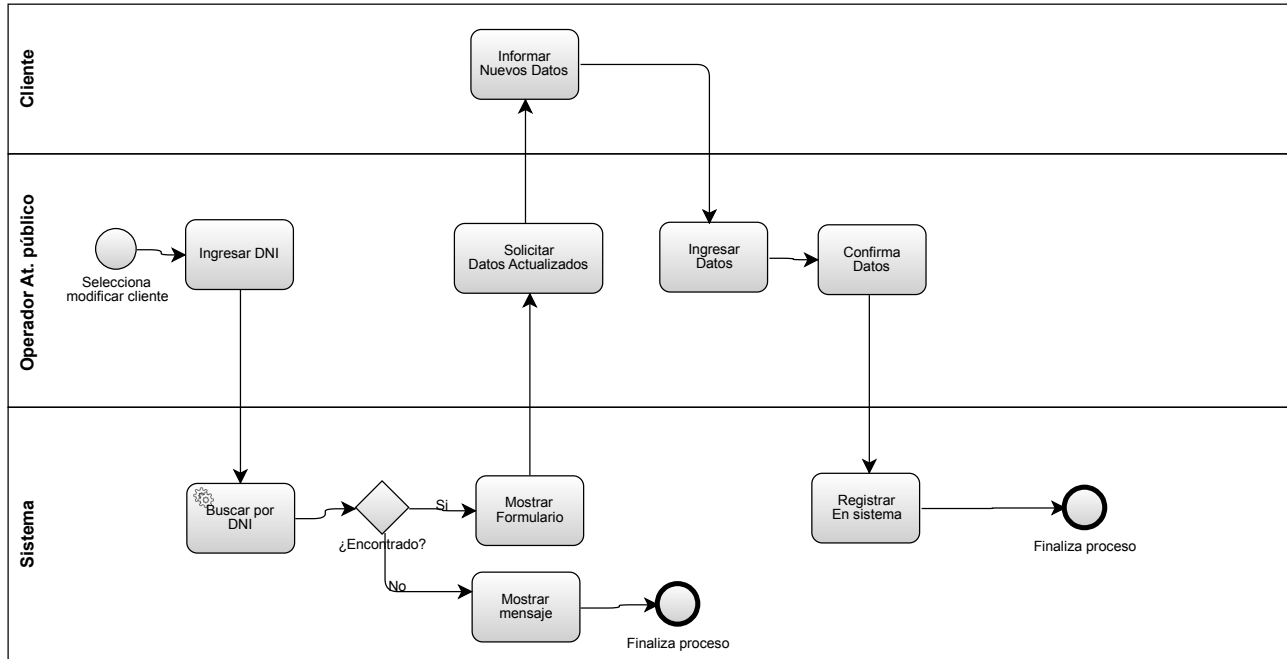 Cliente
Informar
Nuevos Datos
Operador At. público
Selecciona
modificar cliente
Ingresar DNI
Solicitar
Datos Actualizados
Ingresar
Datos
Confirma
Datos
Sistema
Buscar por
DNI
¿Encontrado?
Si
Mostrar
Formulario
No
Mostrar
mensaje
Finaliza proceso
Registrar
En sistema
Finaliza proceso